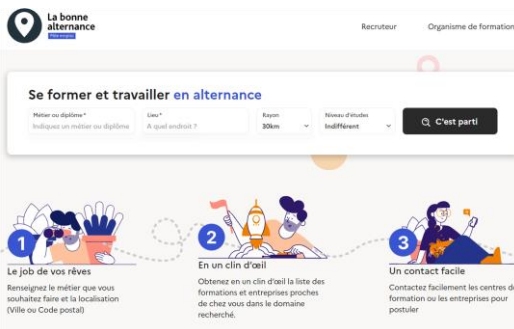 La bonne
alternance
Recruteur
Organisme de formation
Se former et travailler en alternance
Métier ou diplôme*
Indiquez un métier ou diplôme
Lieu*
A quel endroit ?
Rayon
30km
Niveau d'études
Indifférent
C'est parti
1
2
3
Le job de vos rêves
Renseignez le métier que vous
souhaitez faire et la localisation
(Ville ou Code postal)
En un clin d'œil
Obtenez en un clin d'œil la liste des
formations et entreprises proches
de chez vous dans le domaine
recherché.
Un contact facile
Contactez facilement les centres de
formation ou les entreprises pour
postuler